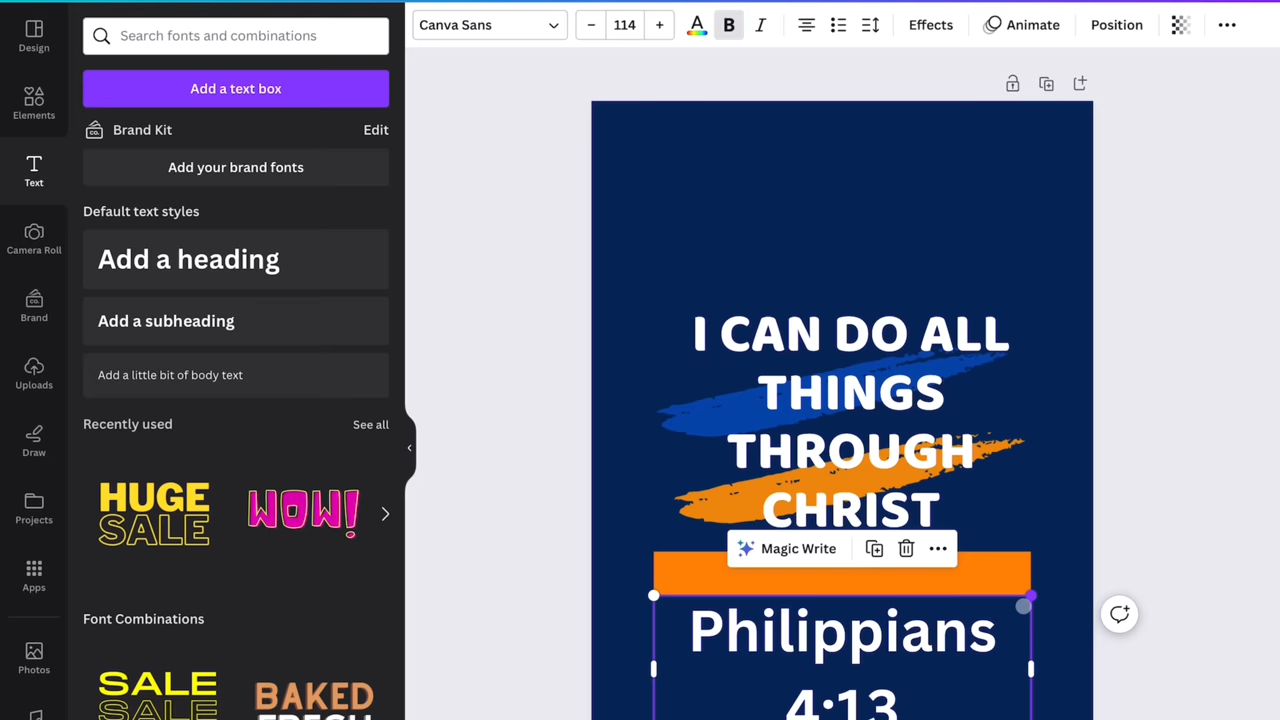 Design
Elements
Text
Camera Roll
Brand
Uploads
Draw
Projects
Apps
Photos
Search fonts and combinations
Add a text box
CO.
Brand Kit
Edit
Add your brand fonts
Default text styles
Add a heading
Add a subheading
Add a little bit of body text
Recently used
See all
HUGE
SALE
WOW!
Font Combinations
SALE
SALE
BAKED
FRESH
Canva Sans
− 114 +
A
B
I
Effects
Animate
Position
I CAN DO ALL
THINGS
THROUGH
CHRIST
Magic Write
Philippians
4:13